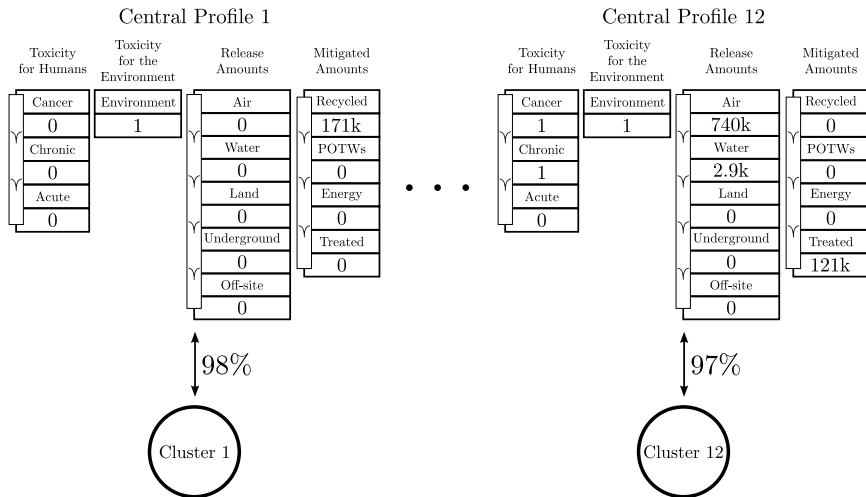 Central Profile 1
Toxicity
for Humans
Toxicity
for the
Environment
Release
Amounts
Mitigated
Amounts
Cancer
0
Chronic
0
Acute
0
Environment
1
Air
0
Water
0
Land
0
Underground
0
Off-site
0
Recycled
171k
POTWs
0
Energy
0
Treated
0
98%
Cluster 1
Central Profile 12
Toxicity
for Humans
Toxicity
for the
Environment
Release
Amounts
Mitigated
Amounts
Cancer
1
Chronic
1
Acute
0
Environment
1
Air
740k
Water
2.9k
Land
0
Underground
0
Off-site
0
Recycled
0
POTWs
0
Energy
0
Treated
121k
97%
Cluster 12